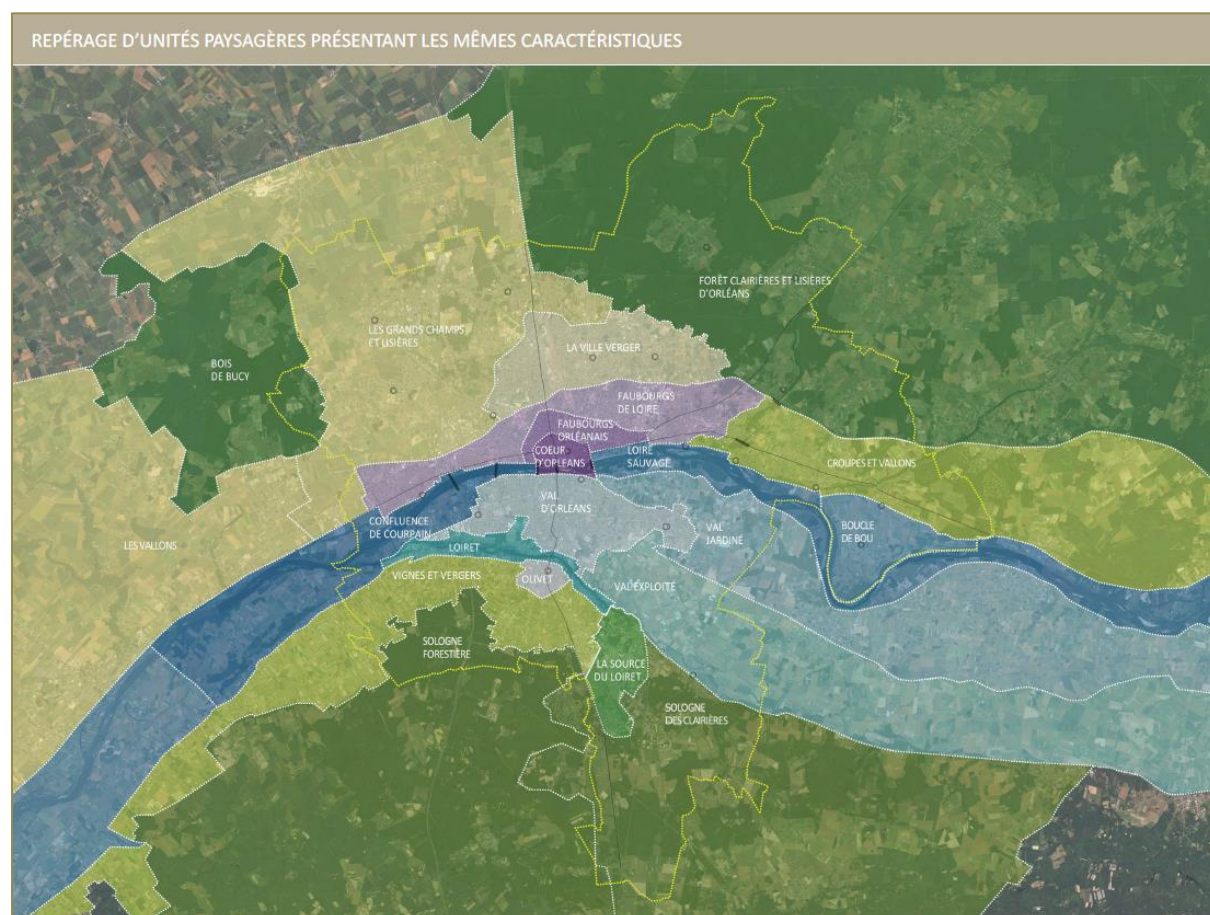 REPÉRAGE D'UNITÉS PAYSAGÈRES PRÉSENTANT LES MÊMES CARACTÉRISTIQUES
FORÊT CLAIRIÈRES ET LISIÈRES
D'ORLÉANS
LES GRANDS CHAMPS
ET LISIÈRES
LA VILLE VERGER
BOIS
DE BUCY
FAUBOURGS
DE LOIRE
FAUBOURGS
ORLÉANAIS
COEUR
D'ORLEANS
LOIRE
SAUVAGE
CROUPES ET VALLONS
VAL
D'ORLEANS
CONFLUENCE
DE COURPAIN
VAL
JARDINÉ
BOUCLE
DE BOU
LES VALLONS
LOIRET
VIGNES ET VERGERS
OLIVET
VAL EXPLOITÉ
SOLOGNE
FORESTIÈRE
LA SOURCE
DU LOIRET
SOLOGNE
DES CLAIRIÈRES